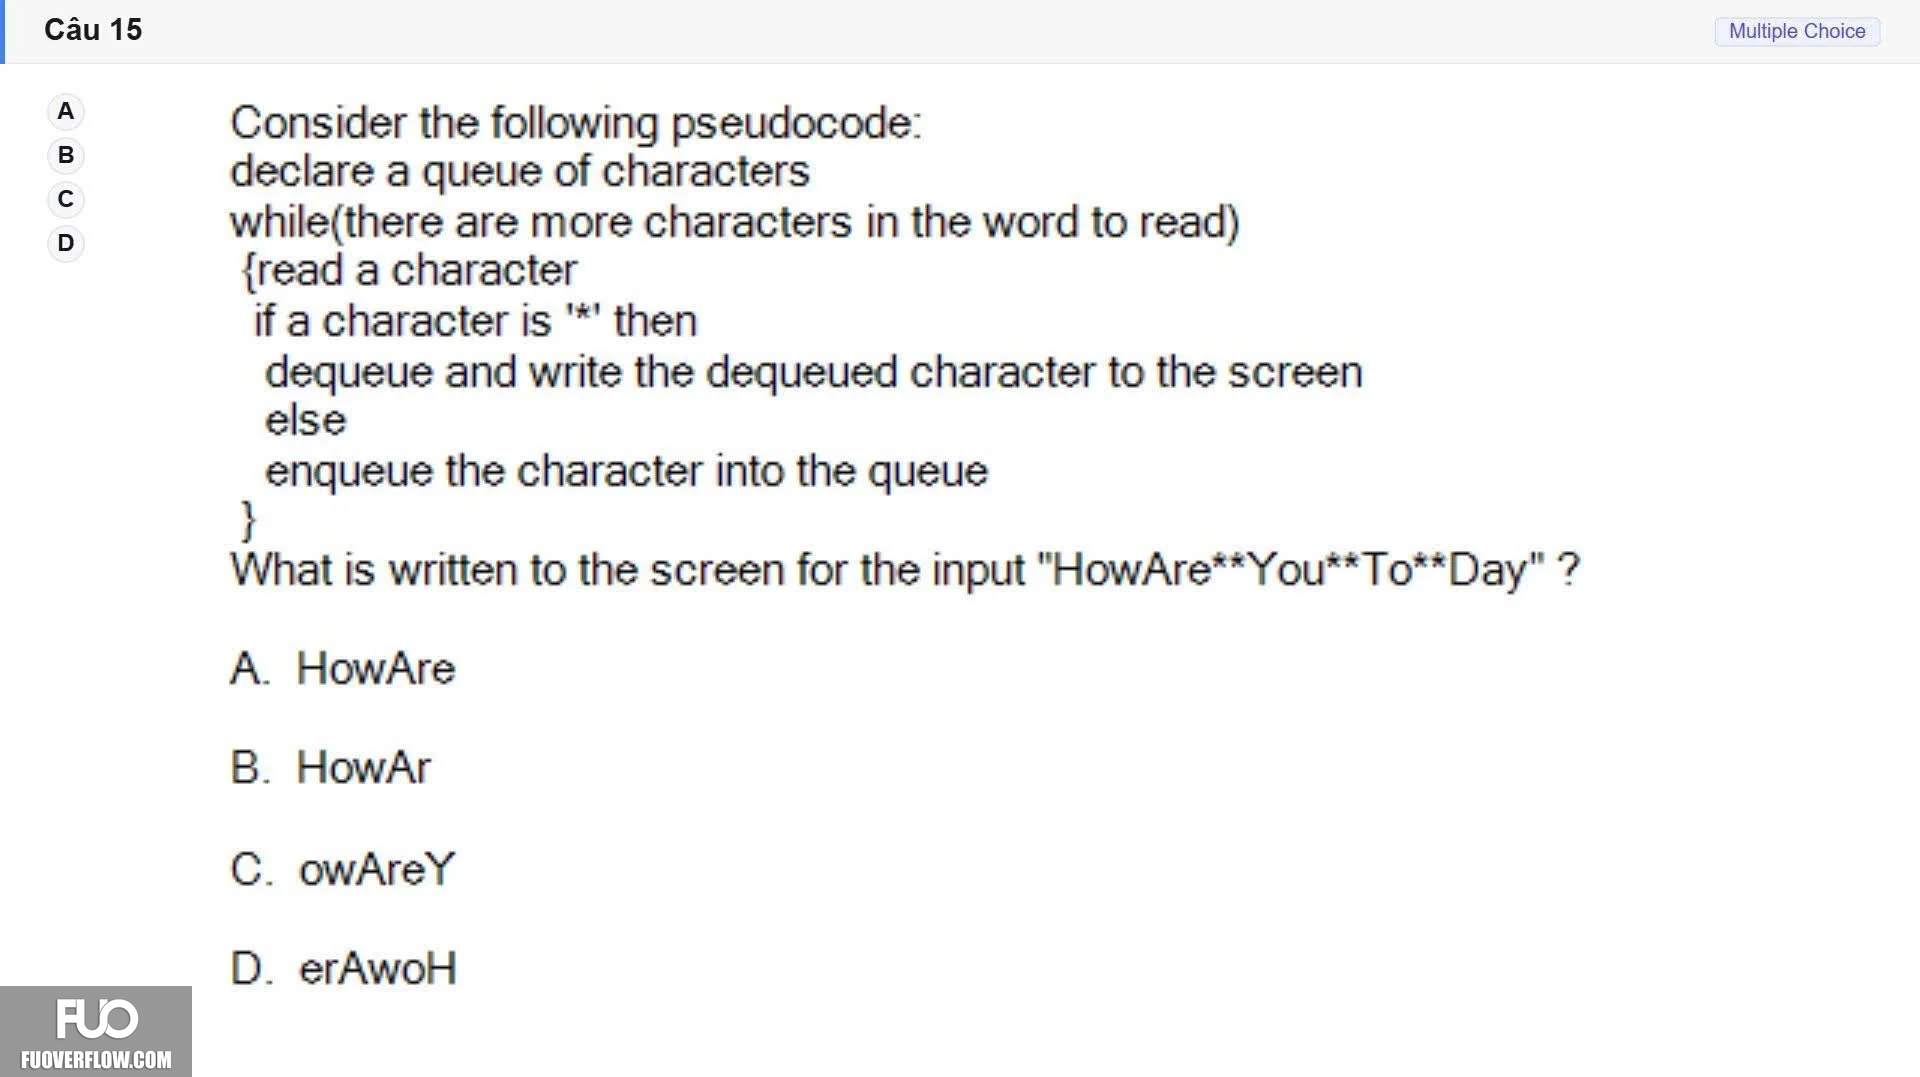 Câu 15
Multiple Choice
A
B
C
D
Consider the following pseudocode:
declare a queue of characters
while(there are more characters in the word to read)
{read a character
if a character is '*' then
dequeue and write the dequeued character to the screen
else
enqueue the character into the queue
}
What is written to the screen for the input "HowAre**You**To**Day" ?
A. HowAre
B. HowAr
C. owAreY
D. erAwoH
FUO
FUOVERFLOW.COM